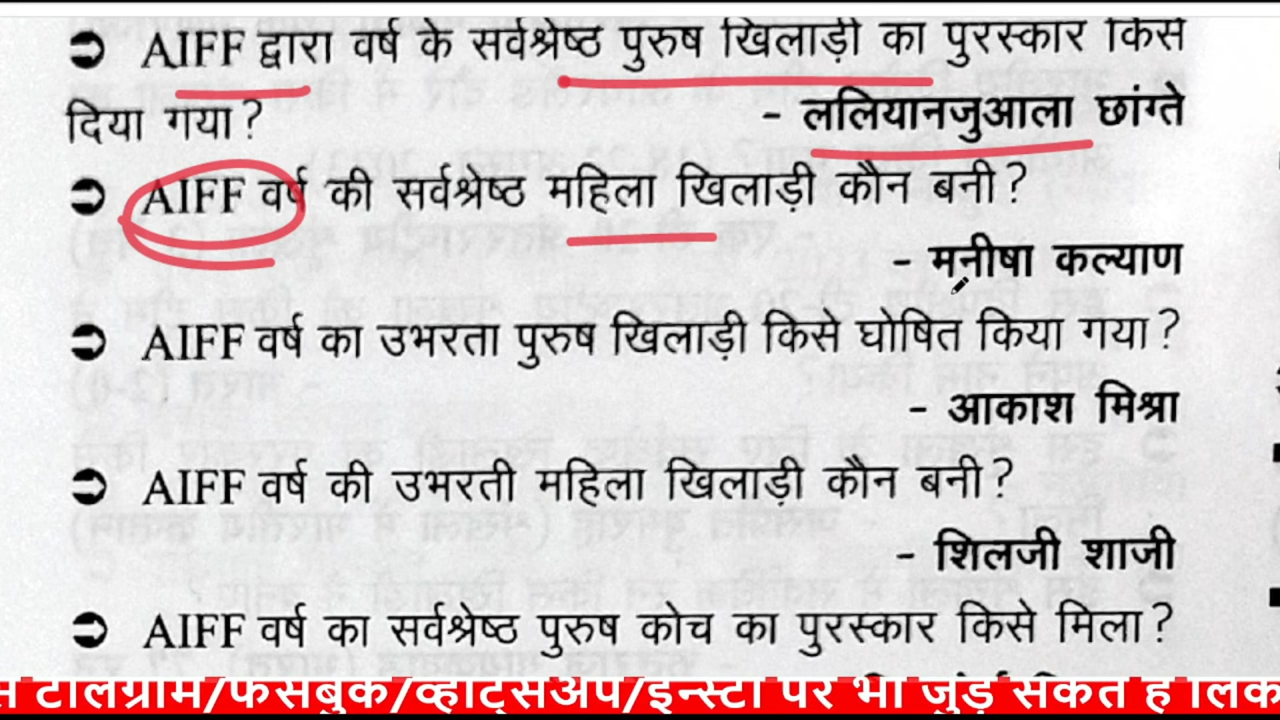 ➲ AIFF द्वारा वर्ष के सर्वश्रेष्ठ पुरुष खिलाड़ी का पुरस्कार किसे
दिया गया? - ललियानजुआला छांग्ते
➲ AIFF वर्ष की सर्वश्रेष्ठ महिला खिलाड़ी कौन बनी?
- मनीषा कल्याण
➲ AIFF वर्ष का उभरता पुरुष खिलाड़ी किसे घोषित किया गया?
- आकाश मिश्रा
➲ AIFF वर्ष की उभरती महिला खिलाड़ी कौन बनी?
- शिलजी शाजी
➲ AIFF वर्ष का सर्वश्रेष्ठ पुरुष कोच का पुरस्कार किसे मिला?
टेलिग्राम/फेसबुक/व्हाट्सअप/इन्स्टा पर भी जुड़ सकते है